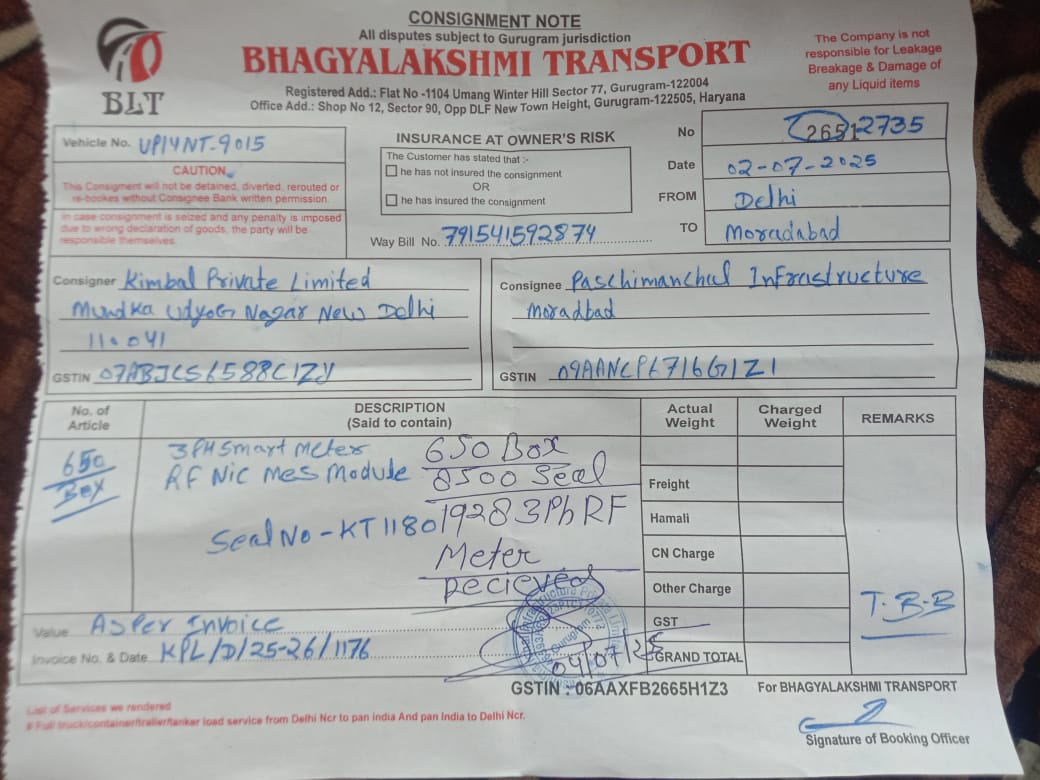 CONSIGNMENT NOTE
All disputes subject to Gurugram jurisdiction
BHAGYALAKSHMI TRANSPORT
BLT
Registered Add.: Flat No -1104 Umang Winter Hill Sector 77, Gurugram-122004
Office Add.: Shop No 12, Sector 90, Opp DLF New Town Height, Gurugram-122505, Haryana
The Company is not
responsible for Leakage
Breakage & Damage of
any Liquid items
Vehicle No. UP14NT-9015
CAUTION
This Consigment will not be detained, diverted, rerouted or
re-bookes without Consignee Bank written permission.
In case consignment is seized and any penalty is imposed
due to wrong declaration of goods, the party will be
responsible themselves.
INSURANCE AT OWNER'S RISK
The Customer has stated that :-
he has not insured the consignment
OR
he has insured the consignment
Way Bill No. 791541592874
No 2651 2735
Date 02-07-2025
FROM Delhi
TO Moradabad
Consigner Kimbal Private Limited
Mundka Udyog Nagar New Delhi
110041
GSTIN 07ABJCS6588C1ZY
Consignee Paschimanchal Infrastructure
Moradbad
GSTIN 09AANCP6716G1Z1
No. of
Article
DESCRIPTION
(Said to contain)
Actual
Weight
Charged
Weight
REMARKS
650
Box
3PH Smart Meter
RF Nic Mes Module
Seal No - KT1180
650 Box
8500 Seal
1928 3Ph RF
Meter
Recieved
04/07/25
Freight
Hamali
CN Charge
Other Charge
GST
GRAND TOTAL
T.B.B
Value As Per Invoice
Invoice No. & Date KPL/D/25-26/1176
GSTIN : 06AAXFB2665H1Z3
For BHAGYALAKSHMI TRANSPORT
List of Services we rendered
# Full truck/container/trailer/tanker load service from Delhi Ncr to pan india And pan India to Delhi Ncr.
Signature of Booking Officer